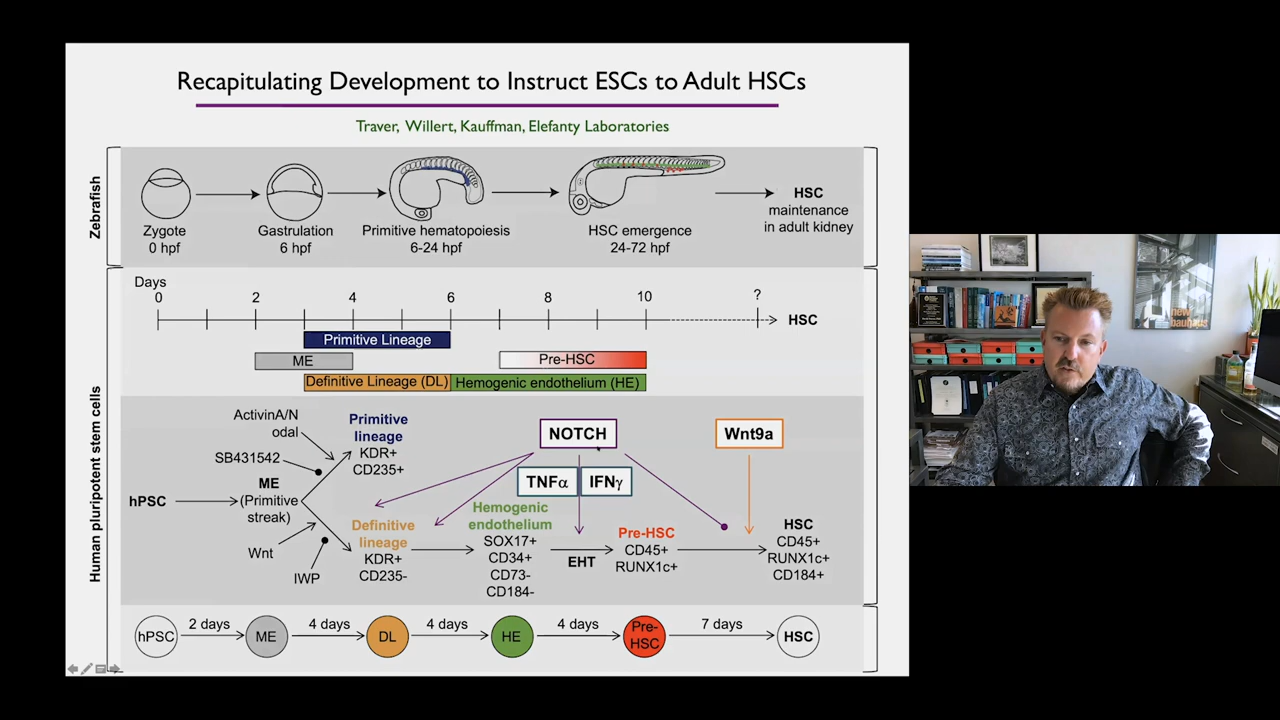 Recapitulating Development to Instruct ESCs to Adult HSCs
Traver, Willert, Kauffman, Elefanty Laboratories
Zebrafish
Zygote
0 hpf
Gastrulation
6 hpf
Primitive hematopoiesis
6-24 hpf
HSC emergence
24-72 hpf
HSC
maintenance
in adult kidney
Human pluripotent stem cells
Days
0 2 4 6 8 10 ?
HSC
Primitive Lineage
ME
Pre-HSC
Definitive Lineage (DL)
Hemogenic endothelium (HE)
ActivinA/N
odal
SB431542
hPSC
ME
(Primitive
streak)
Wnt
IWP
Primitive
lineage
KDR+
CD235+
Definitive
lineage
KDR+
CD235-
NOTCH
TNFα
IFNγ
Wnt9a
Hemogenic
endothelium
SOX17+
CD34+
CD73-
CD184-
EHT
Pre-HSC
CD45+
RUNX1c+
HSC
CD45+
RUNX1c+
CD184+
hPSC
2 days
ME
4 days
DL
4 days
HE
4 days
Pre-
HSC
7 days
HSC
new
bauhaus